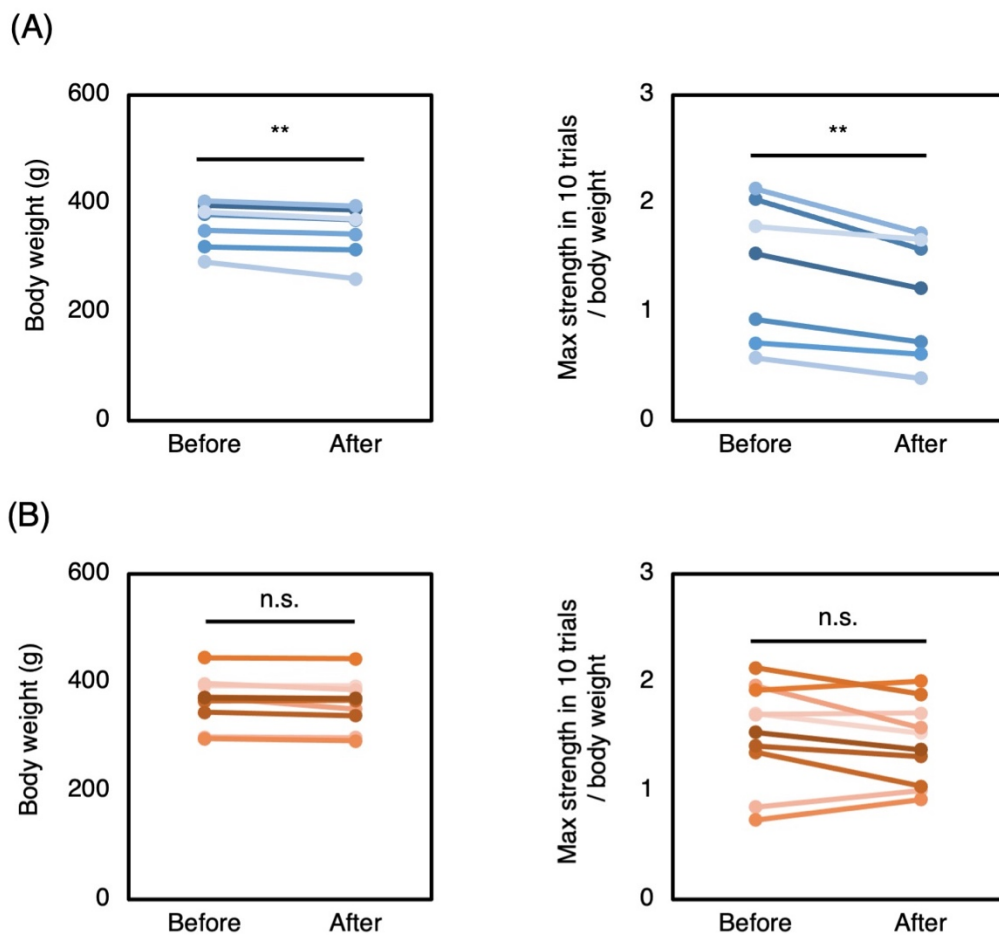 (A)
Body weight (g)
600
400
200
0
**
Before After
Max strength in 10 trials
/ body weight
3
2
1
0
**
Before After
(B)
Body weight (g)
600
400
200
0
n.s.
Before After
Max strength in 10 trials
/ body weight
3
2
1
0
n.s.
Before After